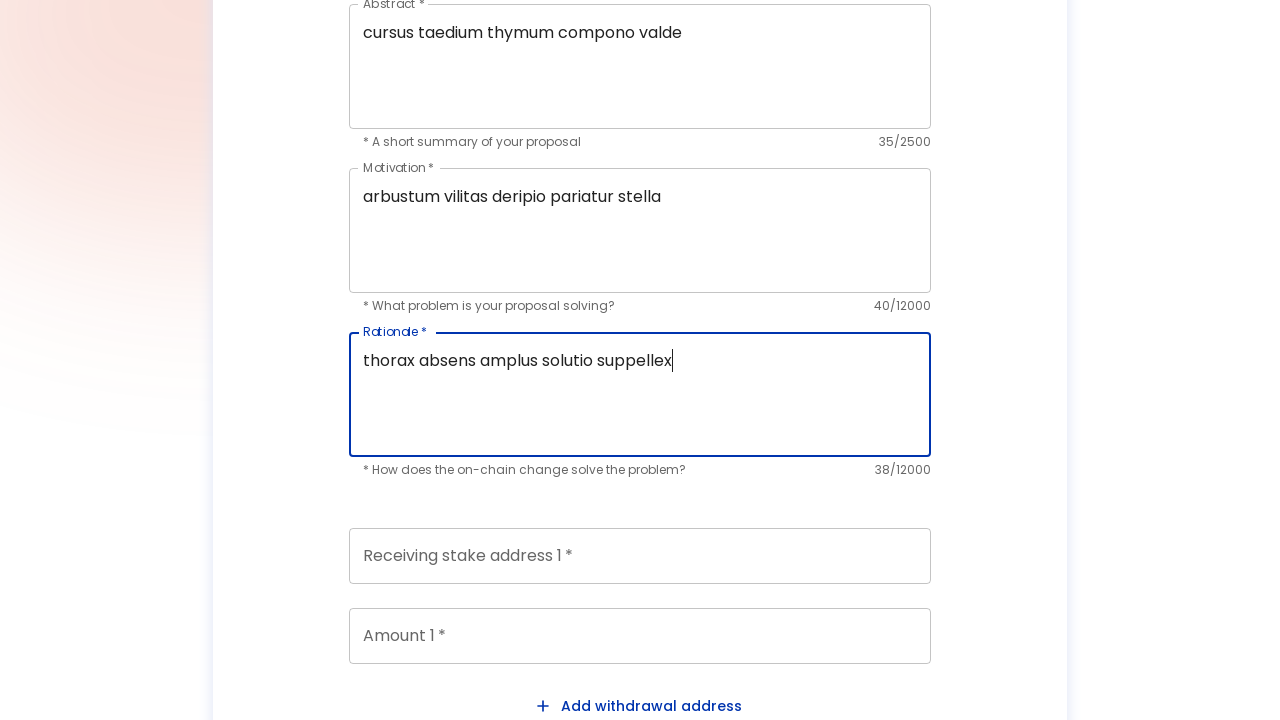 Abstract *
cursus taedium thymum compono valde
* A short summary of your proposal 35/2500
Motivation *
arbustum vilitas deripio pariatur stella
* What problem is your proposal solving? 40/12000
Rationale *
thorax absens amplus solutio suppellex
* How does the on-chain change solve the problem? 38/12000
Receiving stake address 1 *
Amount 1 *
+ Add withdrawal address